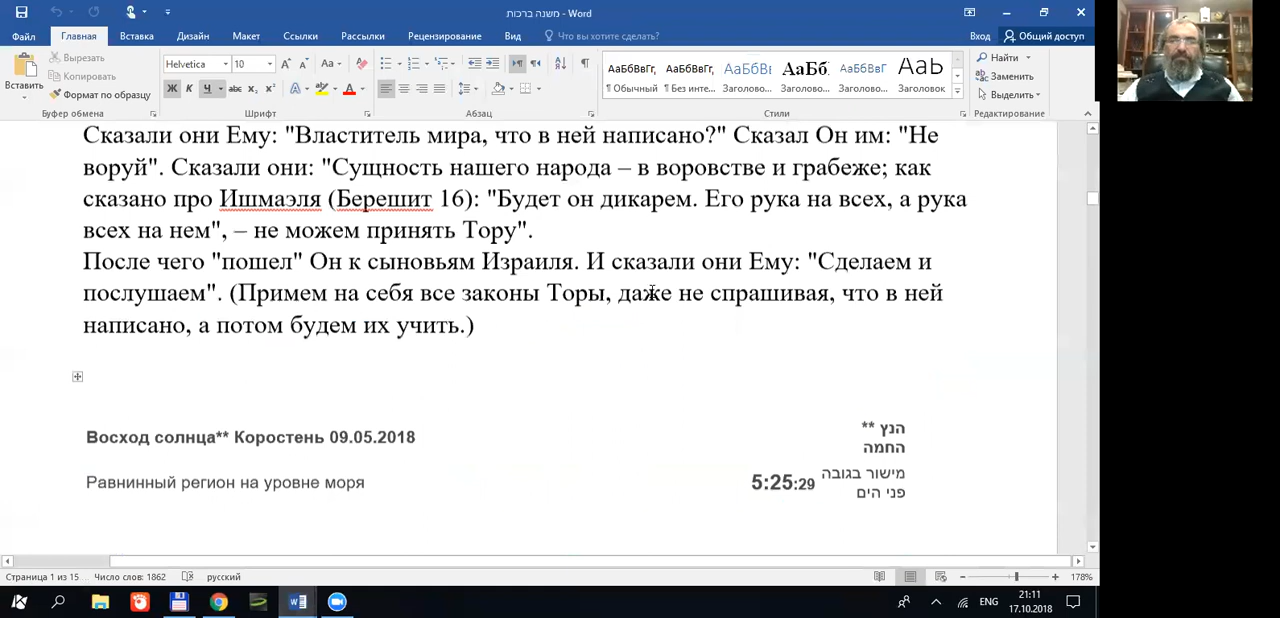 משנה ברכות - Word
Файл Главная Вставка Дизайн Макет Ссылки Рассылки Рецензирование Вид Что вы хотите сделать? Вход Общий доступ
Вставить
Вырезать
Копировать
Формат по образцу
Буфер обмена
Helvetica 10
Шрифт
Абзац
АаБбВвГг, АаБбВвГг, АаБбВв АаБбВ АаБбВвГ АаБ
¶ Обычный ¶ Без инте... Заголово... Заголово... Заголово... Заголовок
Стили
Найти
Заменить
Выделить
Редактирование
Сказали они Ему: "Властитель мира, что в ней написано?" Сказал Он им: "Не
воруй". Сказали они: "Сущность нашего народа – в воровстве и грабеже; как
сказано про Ишмаэля (Берешит 16): "Будет он дикарем. Его рука на всех, а рука
всех на нем", – не можем принять Тору".
После чего "пошел" Он к сыновьям Израиля. И сказали они Ему: "Сделаем и
послушаем". (Примем на себя все законы Торы, даже не спрашивая, что в ней
написано, а потом будем их учить.)
Восход солнца** Коростень 09.05.2018
הנץ **
החמה
Равнинный регион на уровне моря
5:25:29
מישור בגובה
פני הים
Страница 1 из 15 Число слов: 1862 русский 178%
ENG
21:11
17.10.2018